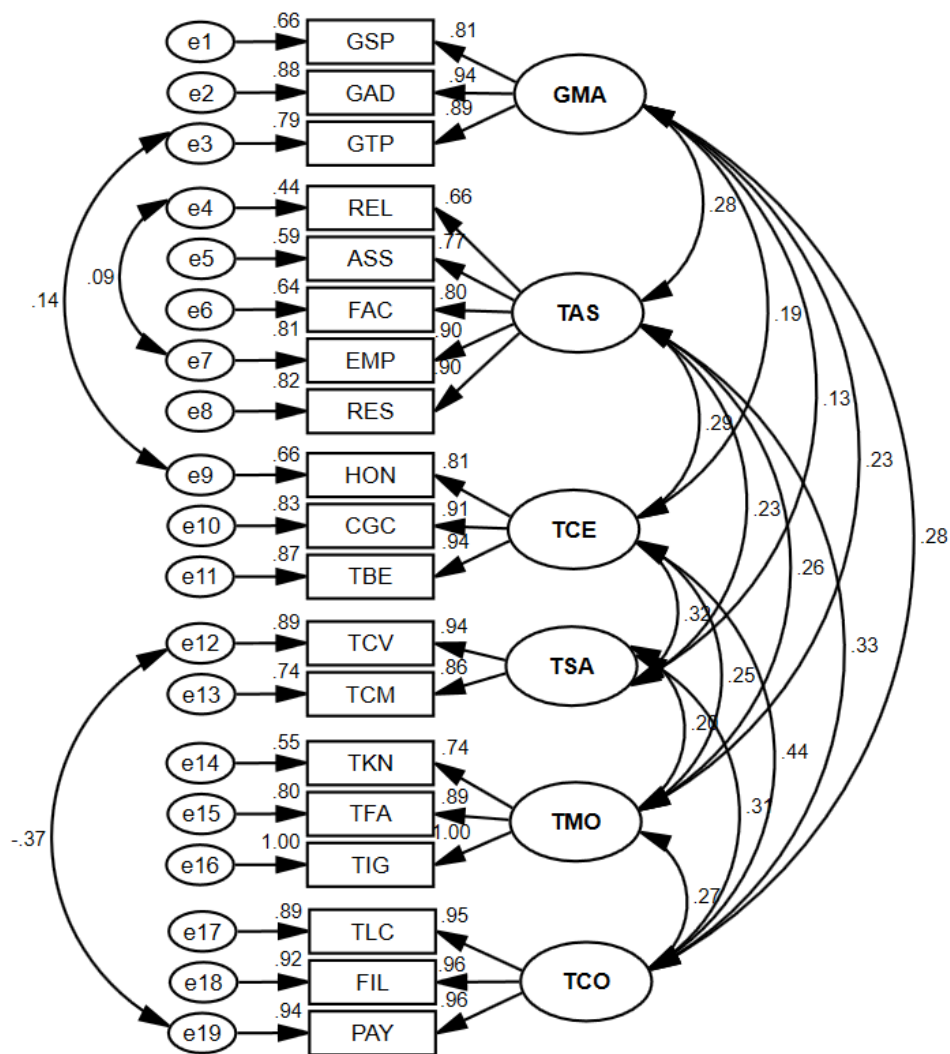 e1 .66 GSP .81
e2 .88 GAD .94 GMA
e3 .79 GTP .89
e4 .44 REL .66 .28
e5 .59 ASS .77
.09 e6 .64 FAC .80 TAS
.14 e7 .81 EMP .90 .19 .13
e8 .82 RES .90
e9 .66 HON .81 .29 .23
e10 .83 CGC .91 TCE .23 .28
e11 .87 TBE .94 .26
e12 .89 TCV .94 .32
e13 .74 TCM .86 TSA .25 .33
e14 .55 TKN .74 .20 .44
e15 .80 TFA .89 TMO .31
-.37 e16 1.00 TIG 1.00
e17 .89 TLC .95 .27
e18 .92 FIL .96 TCO
e19 .94 PAY .96